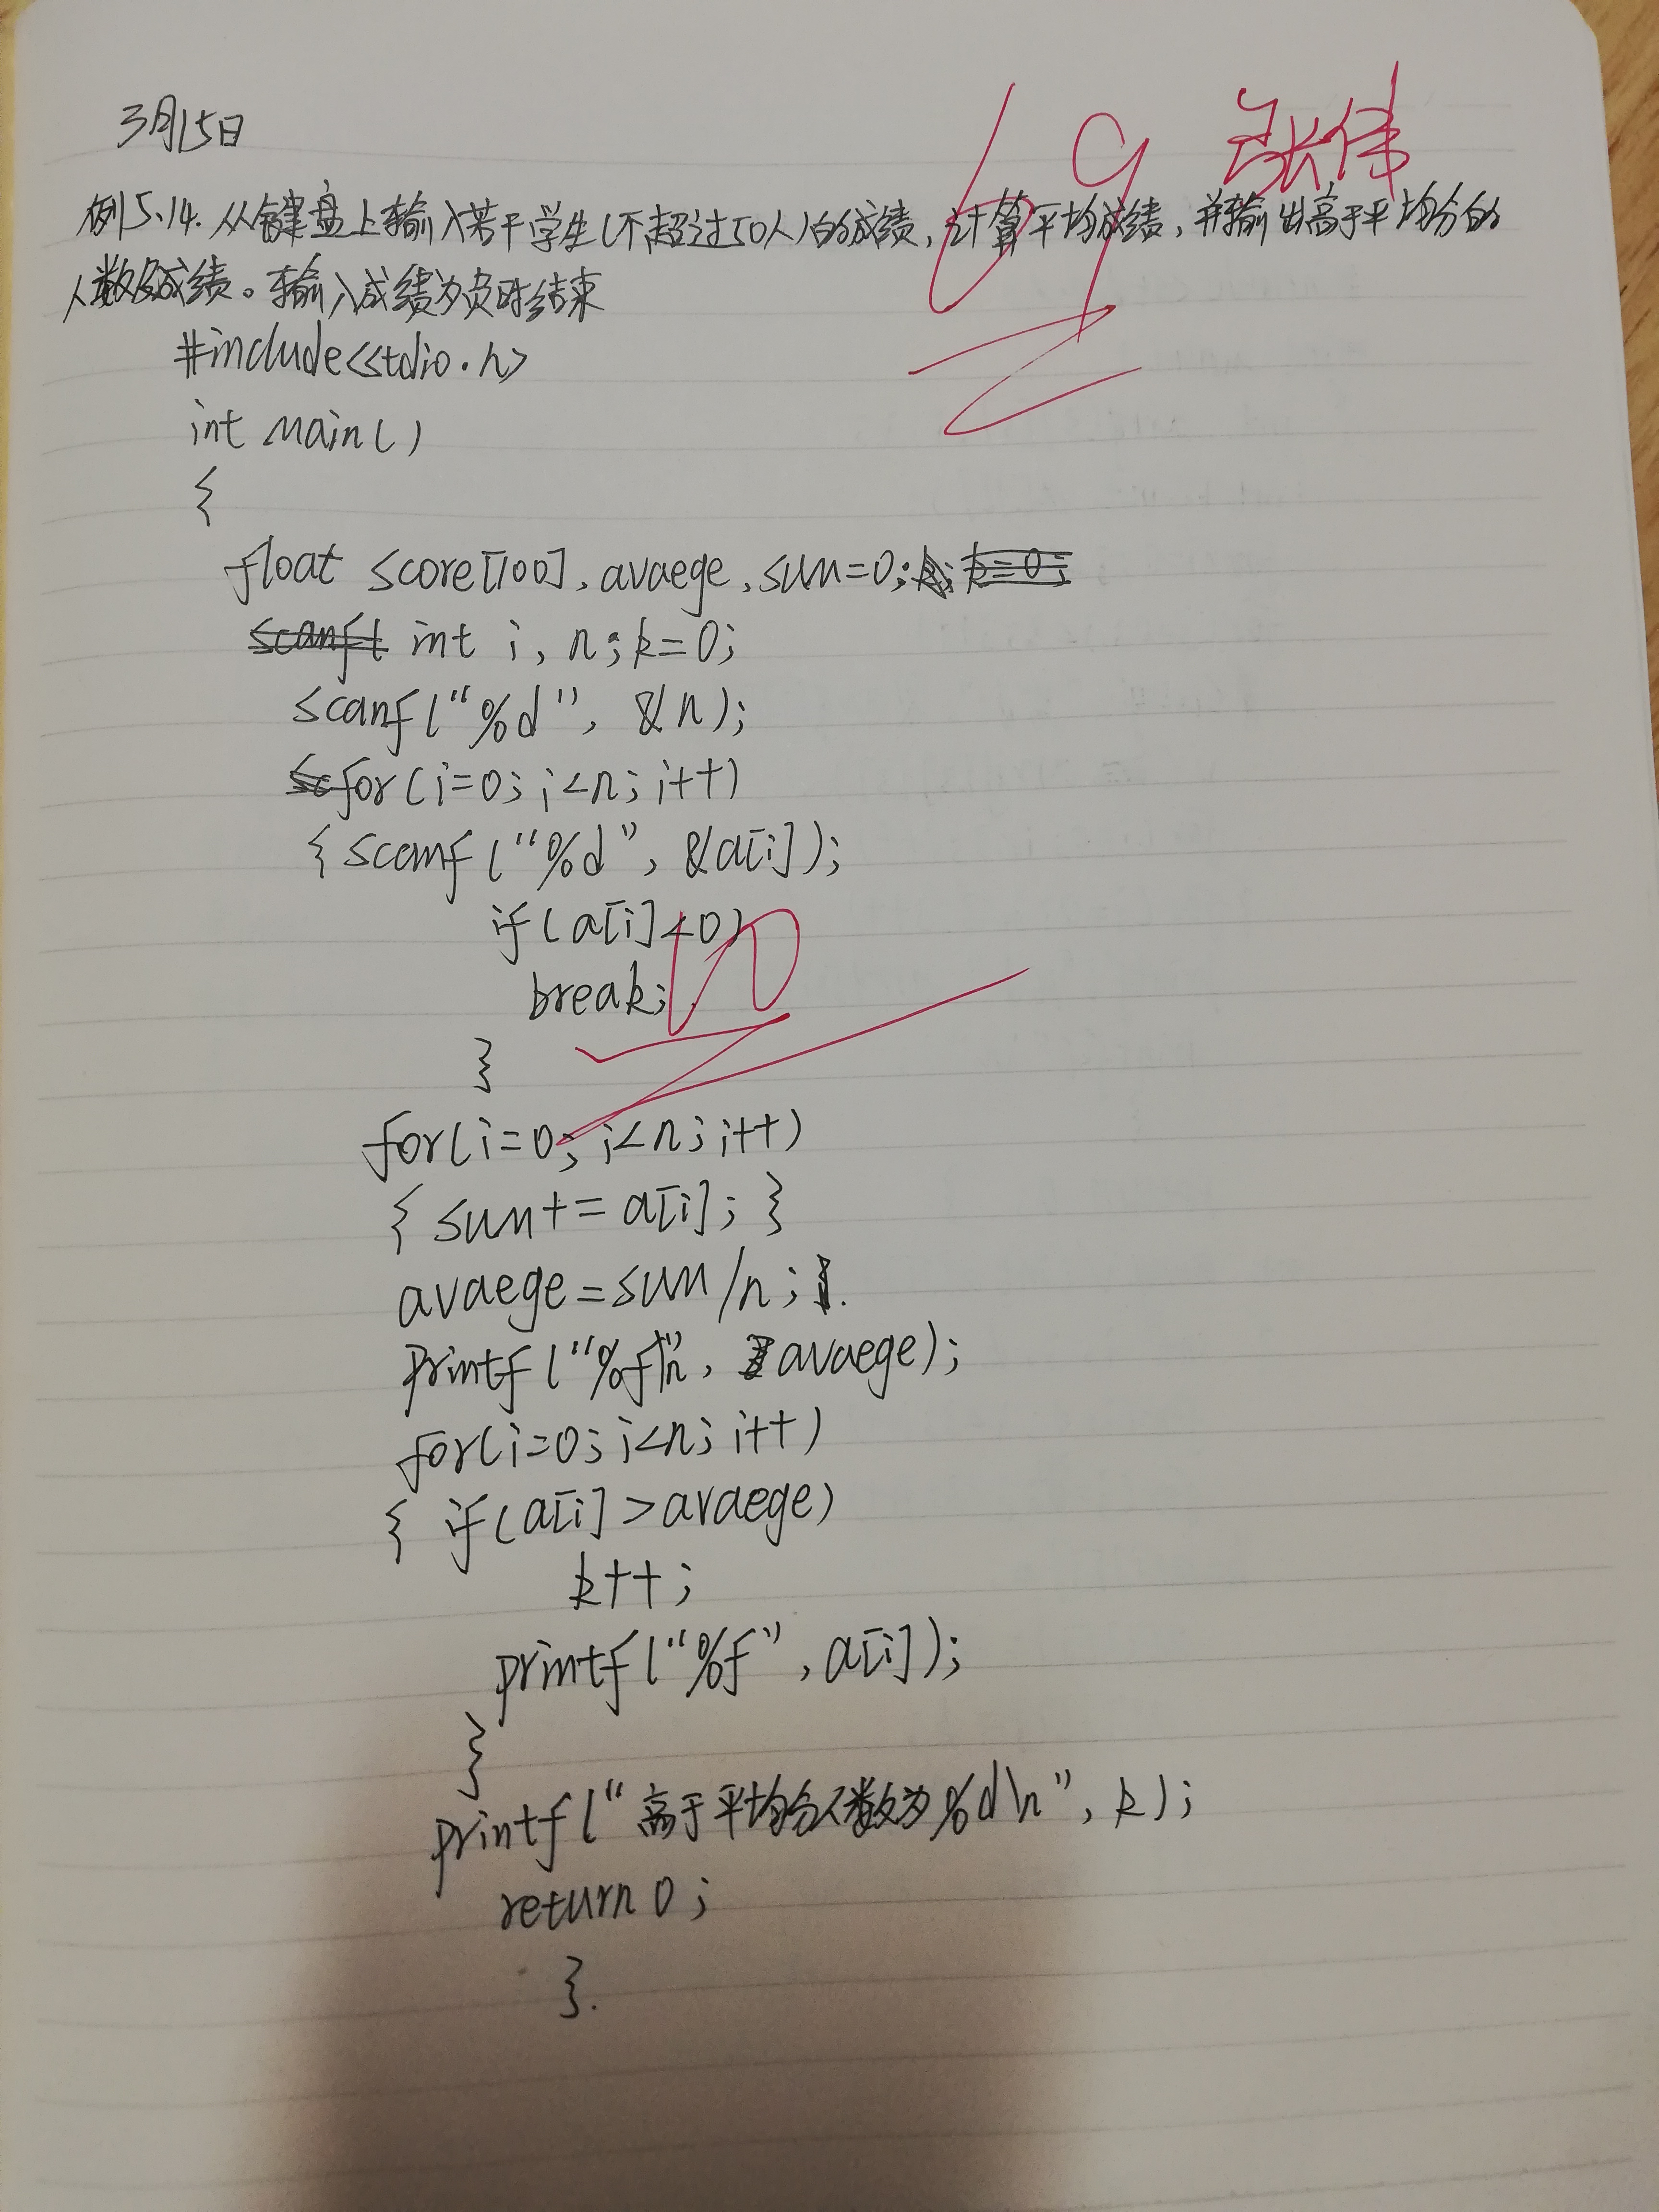 3月15日
69 张伟
例5.14.从键盘上输入若干学生(不超过50人)的成绩,计算平均成绩,并输出高于平均分的
人数及成绩。输入成绩为负时结束
#include<stdio.h>
int main()
{
float score[100], avaege, sum=0;
int i, n; k=0;
scanf("%d", &n);
for(i=0; i<n; i++)
{ scanf("%d", &a[i]);
if(a[i]<0)
break;
}
for(i=0; i<n; i++)
{ sum+=a[i]; }
avaege=sum/n;
printf("%f\n", avaege);
for(i=0; i<n; i++)
{ if(a[i]>avaege)
k++;
printf("%f", a[i]);
}
printf("高于平均分人数为%d\n", k);
return 0;
}.